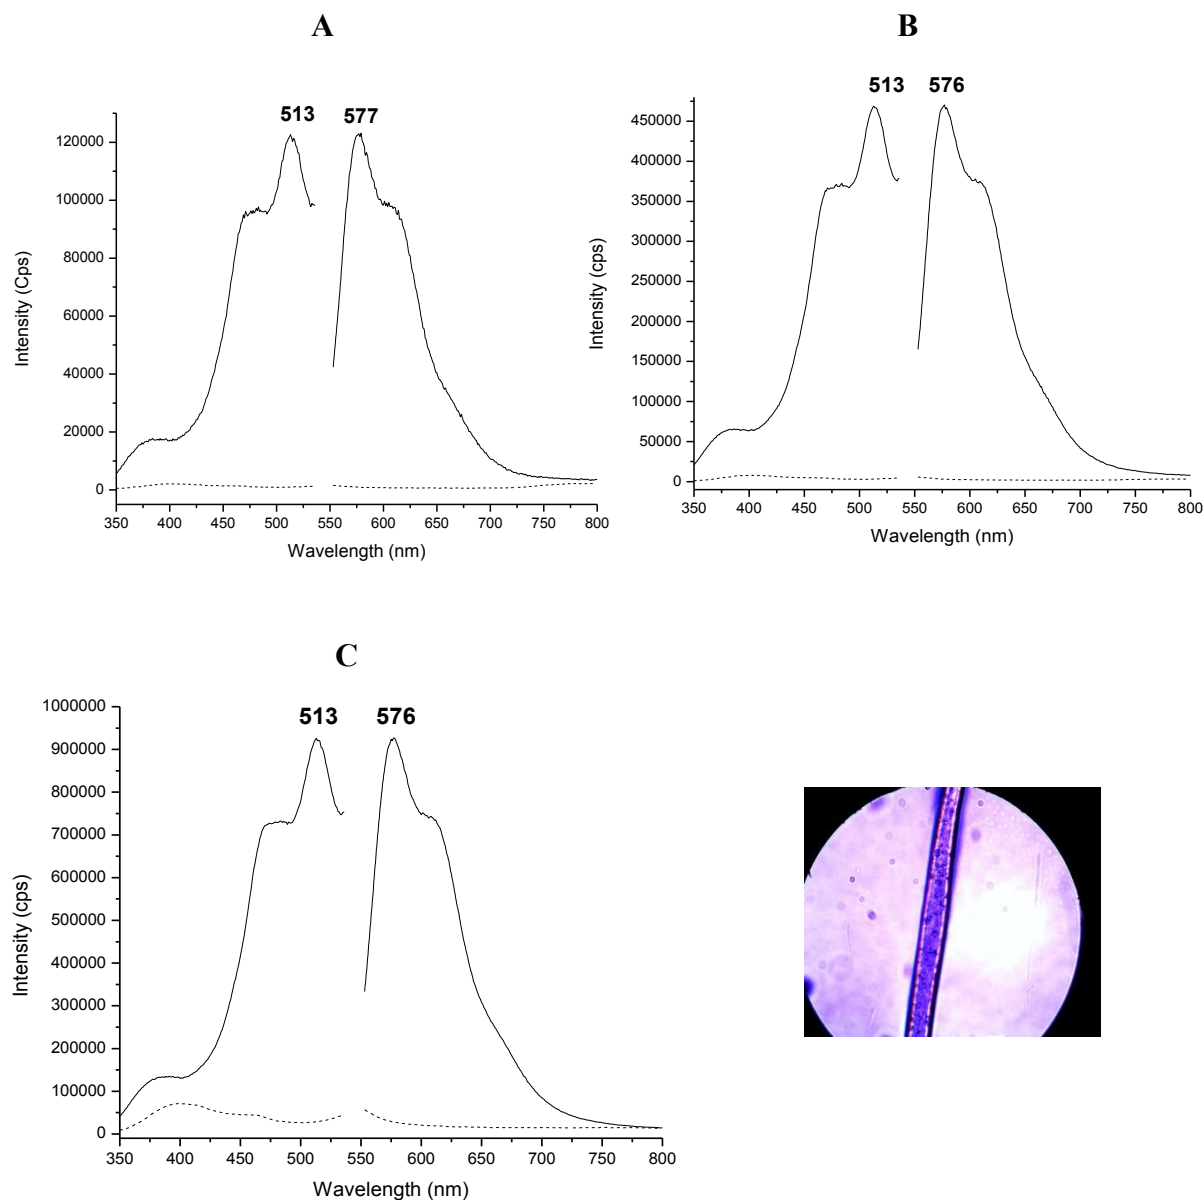 A
513 577
120000
100000
80000
60000
40000
20000
0
Intensity (Cps)
350 400 450 500 550 600 650 700 750 800
Wavelength (nm)
B
513 576
450000
400000
350000
300000
250000
200000
150000
100000
50000
0
Intensity (cps)
350 400 450 500 550 600 650 700 750 800
Wavelength (nm)
C
513 576
1000000
900000
800000
700000
600000
500000
400000
300000
200000
100000
0
Intensity (cps)
350 400 450 500 550 600 650 700 750 800
Wavelength (nm)